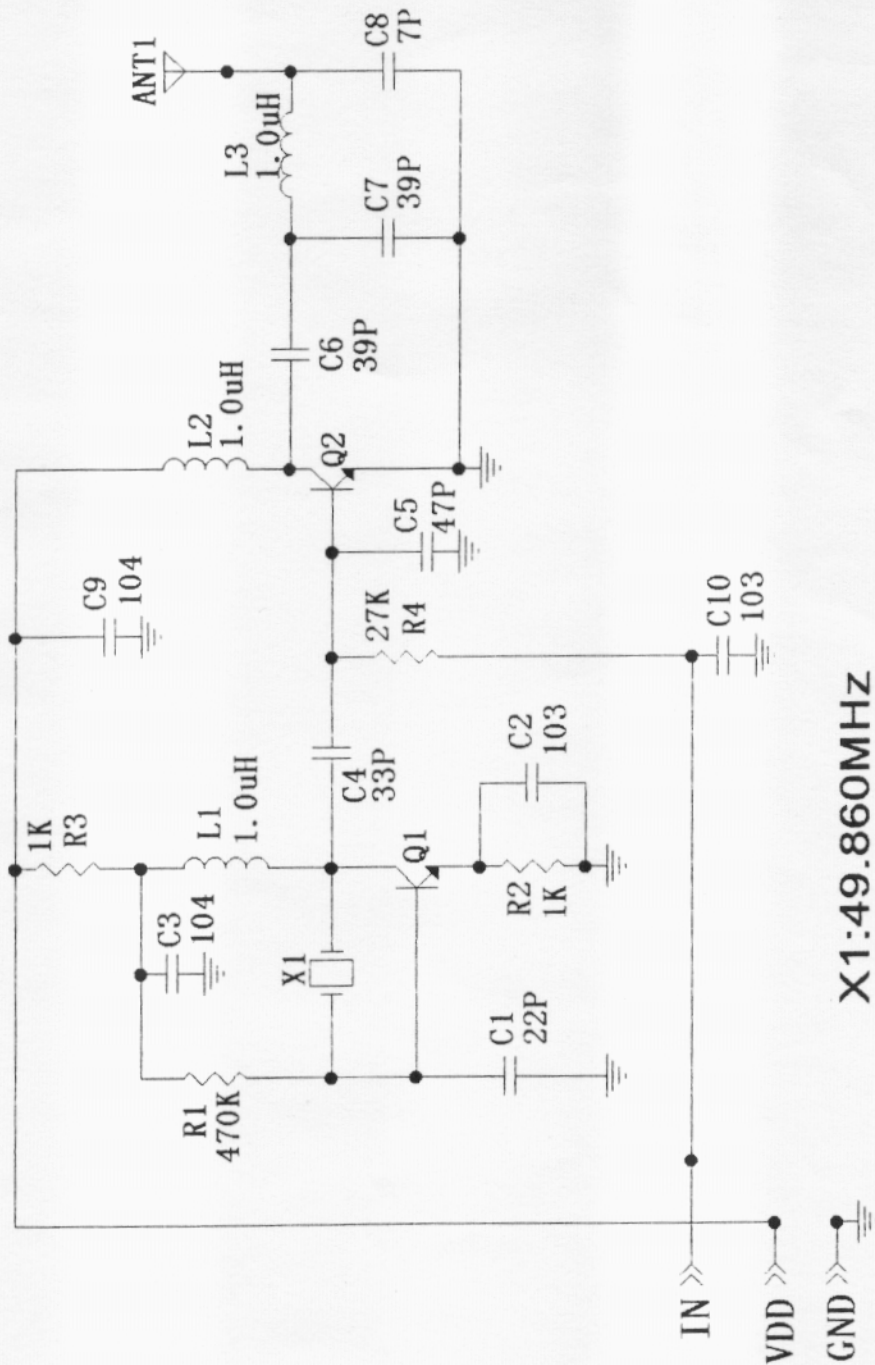 ANT1
L3
1.0uH
C8
7P
C7
39P
C6
39P
L2
1.0uH
Q2
C9
104
C5
47P
27K
R4
C10
103
1K
R3
L1
1.0uH
C4
33P
C2
103
Q1
R2
1K
C3
104
X1
R1
470K
C1
22P
IN
VDD
GND
X1:49.860MHz